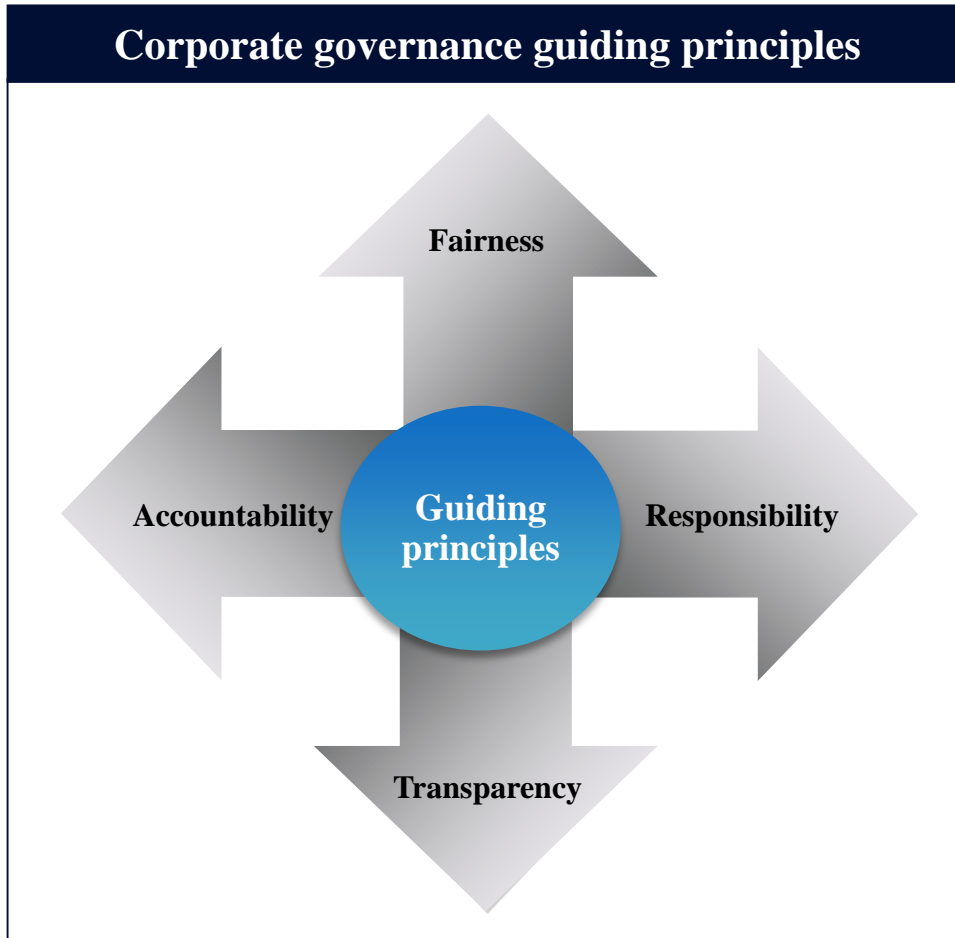 Corporate governance guiding principles
Fairness
Accountability
Guiding
principles
Responsibility
Transparency